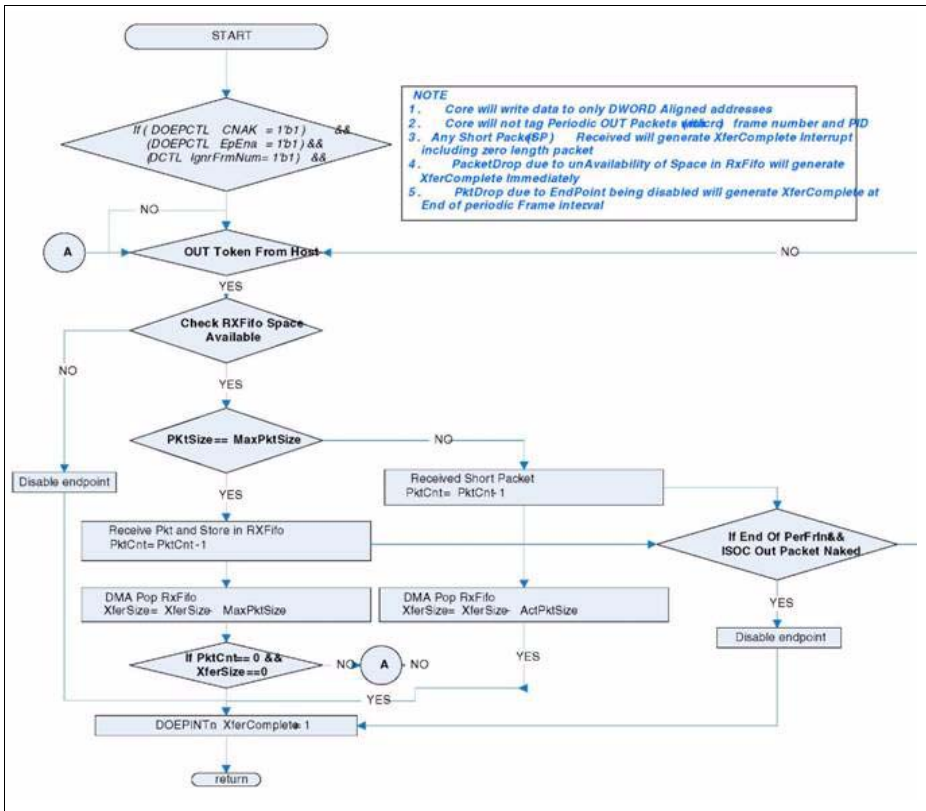 START
If ( DOEPCTL CNAK = 1'b1 ) &&
(DOEPCTL EpEna = 1'b1 ) &&
(DCTL IgnrFrmNum= 1'b1 ) &&
NOTE
1. Core will write data to only DWORD Aligned addresses
2. Core will not tag Periodic OUT Packets frame number and PID
3. Any Short Packet (SP) Received will generate XferComplete Interrupt
including zero length packet
4. PacketDrop due to unAvailability of Space in RxFifo will generate
XferComplete Immediately
5. PktDrop due to EndPoint being disabled will generate XferComplete at
End of periodic Frame interval
NO
A
OUT Token From Host
NO
YES
Check RXFifo Space
Available
NO
YES
PKtSize== MaxPktSize
NO
Disable endpoint
YES
Received Short Packet
PktCnt= PktCnt- 1
Receive Pkt and Store in RXFifo
PktCnt= PktCnt -1
If End Of PerFrIn&&
ISOC Out Packet Naked
DMA Pop RxFifo
XferSize= XferSize- MaxPktSize
DMA Pop RxFifo
XferSize= XferSize- ActPktSize
YES
Disable endpoint
If PktCnt== 0 &&
XferSize==0
NO
A
NO
YES
YES
DOEPINTn XferComplete= 1
return